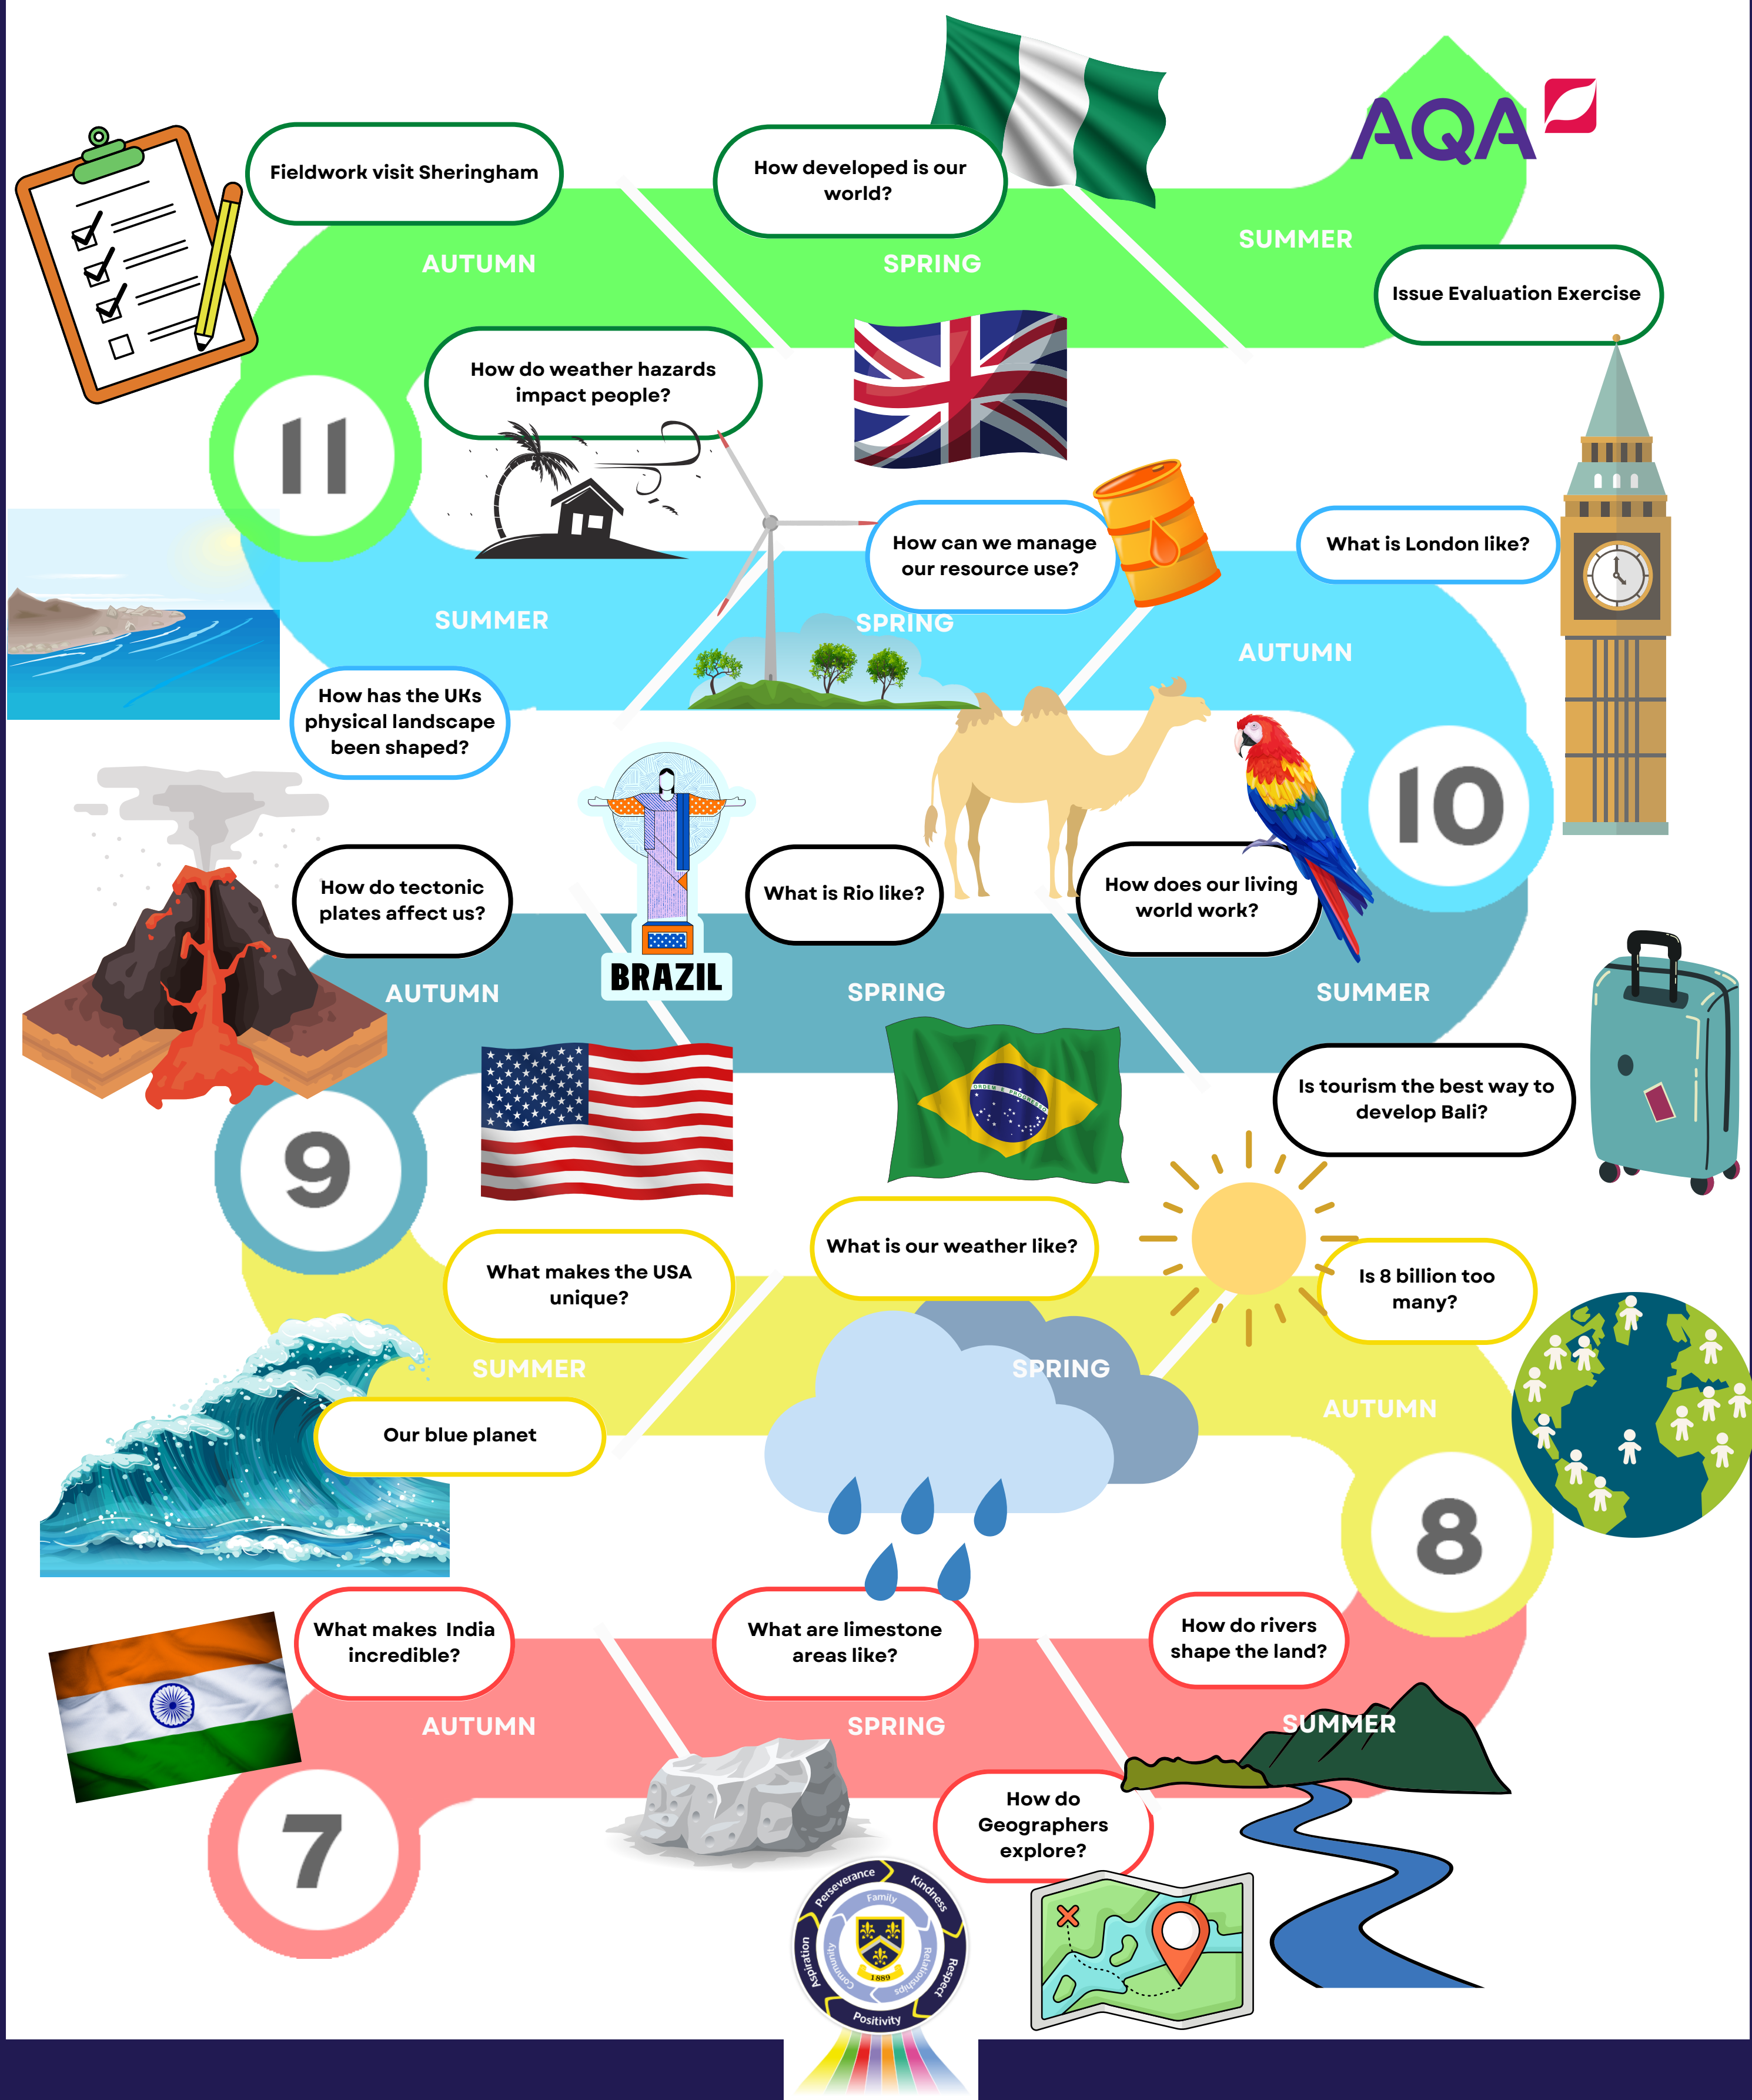 AQA
Fieldwork visit Sheringham
How developed is our
world?
AUTUMN
SPRING
SUMMER
Issue Evaluation Exercise
How do weather hazards
impact people?
11
How can we manage
our resource use?
What is London like?
SUMMER
SPRING
AUTUMN
How has the UKs
physical landscape
been shaped?
10
How do tectonic
plates affect us?
What is Rio like?
How does our living
world work?
BRAZIL
AUTUMN
SPRING
SUMMER
ORDEM E PROGRESSO
Is tourism the best way to
develop Bali?
9
What makes the USA
unique?
What is our weather like?
Is 8 billion too
many?
SUMMER
SPRING
AUTUMN
Our blue planet
8
What makes  India
incredible?
What are limestone
areas like?
How do rivers
shape the land?
AUTUMN
SPRING
SUMMER
How do
Geographers
explore?
7
Perseverance
Kindness
Respect
Positivity
Aspiration
Family
Relationships
Community
1889